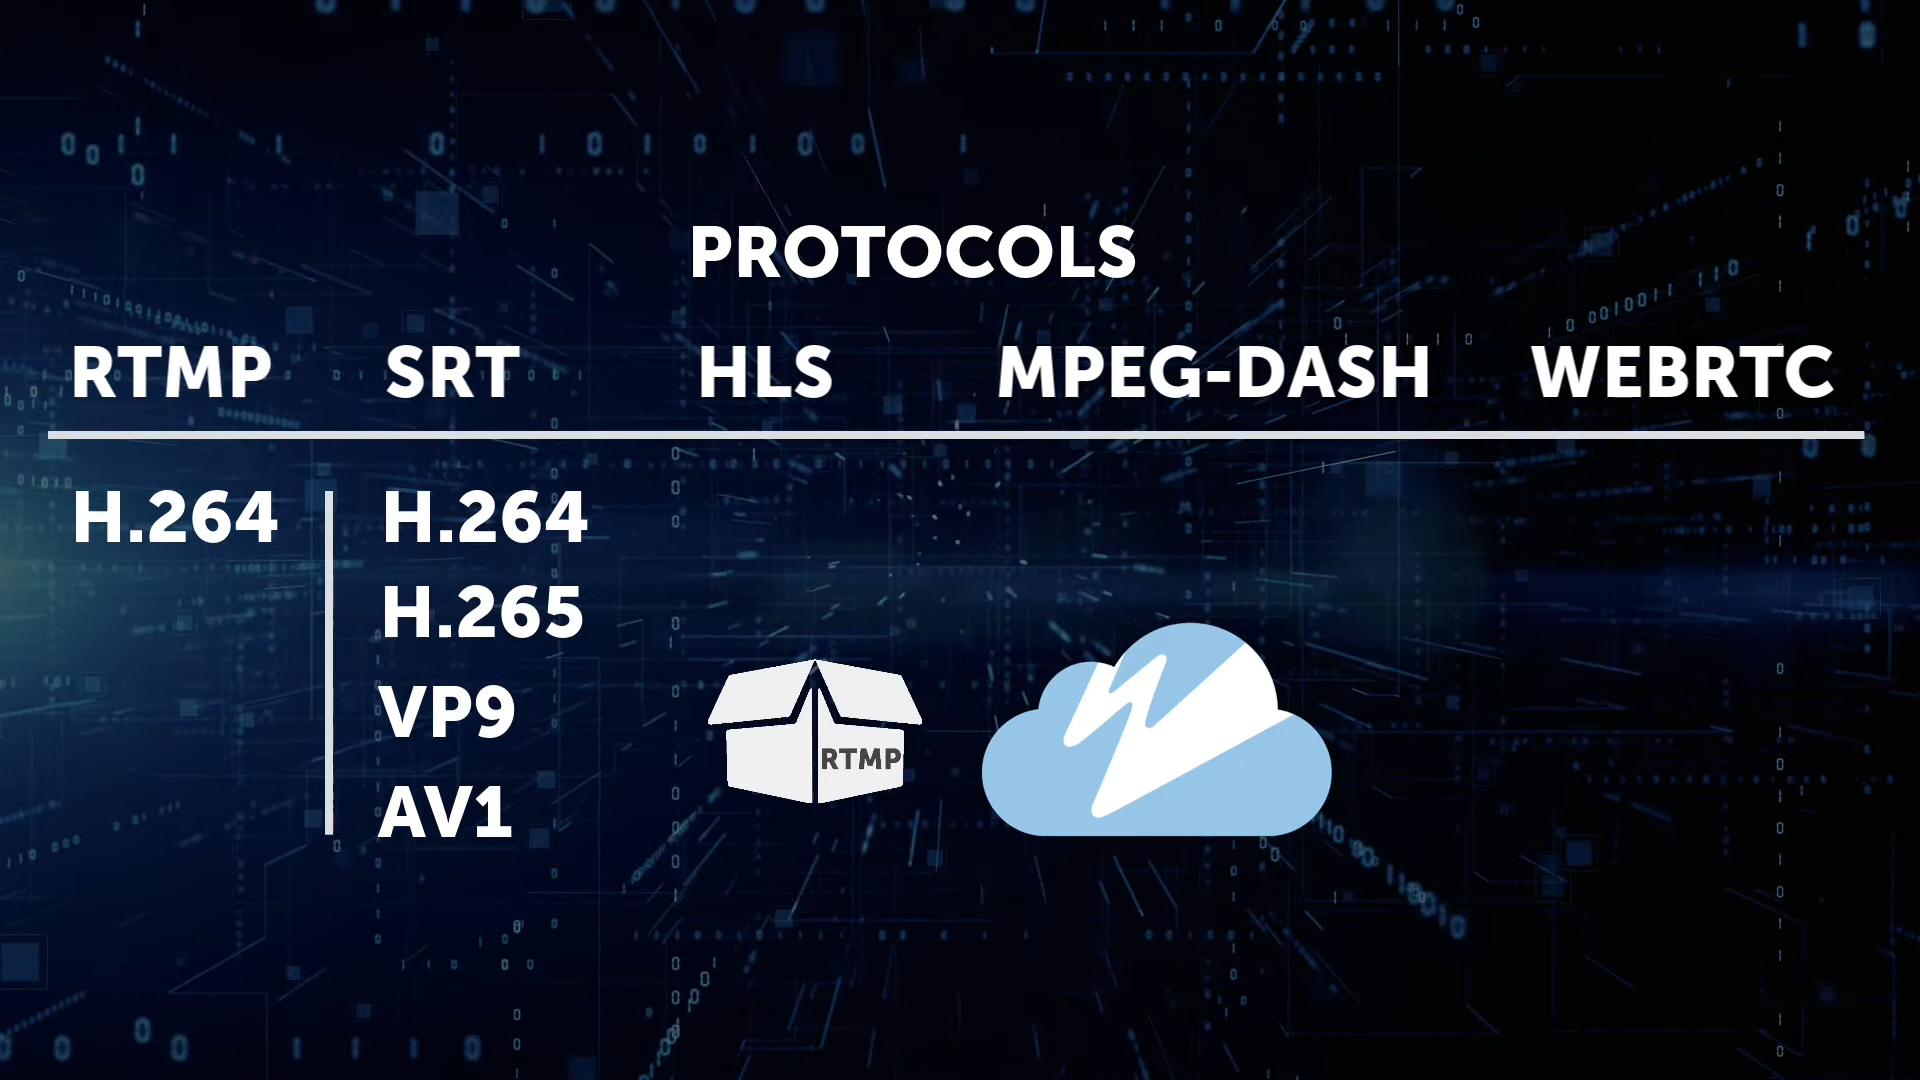 PROTOCOLS
RTMP SRT HLS MPEG-DASH WEBRTC
H.264 H.264
H.265
VP9
AV1
RTMP